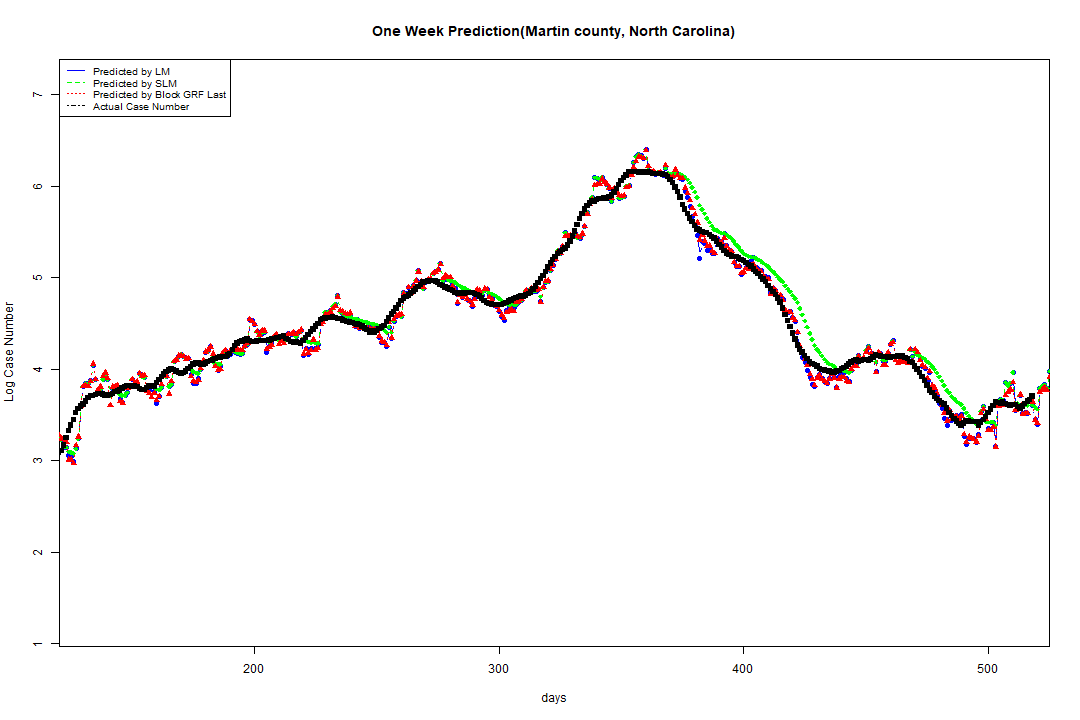 One Week Prediction(Martin county, North Carolina)
Predicted by LM
Predicted by SLM
Predicted by Block GRF Last
Actual Case Number
7
6
5
4
3
2
1
Log Case Number
200 300 400 500
days